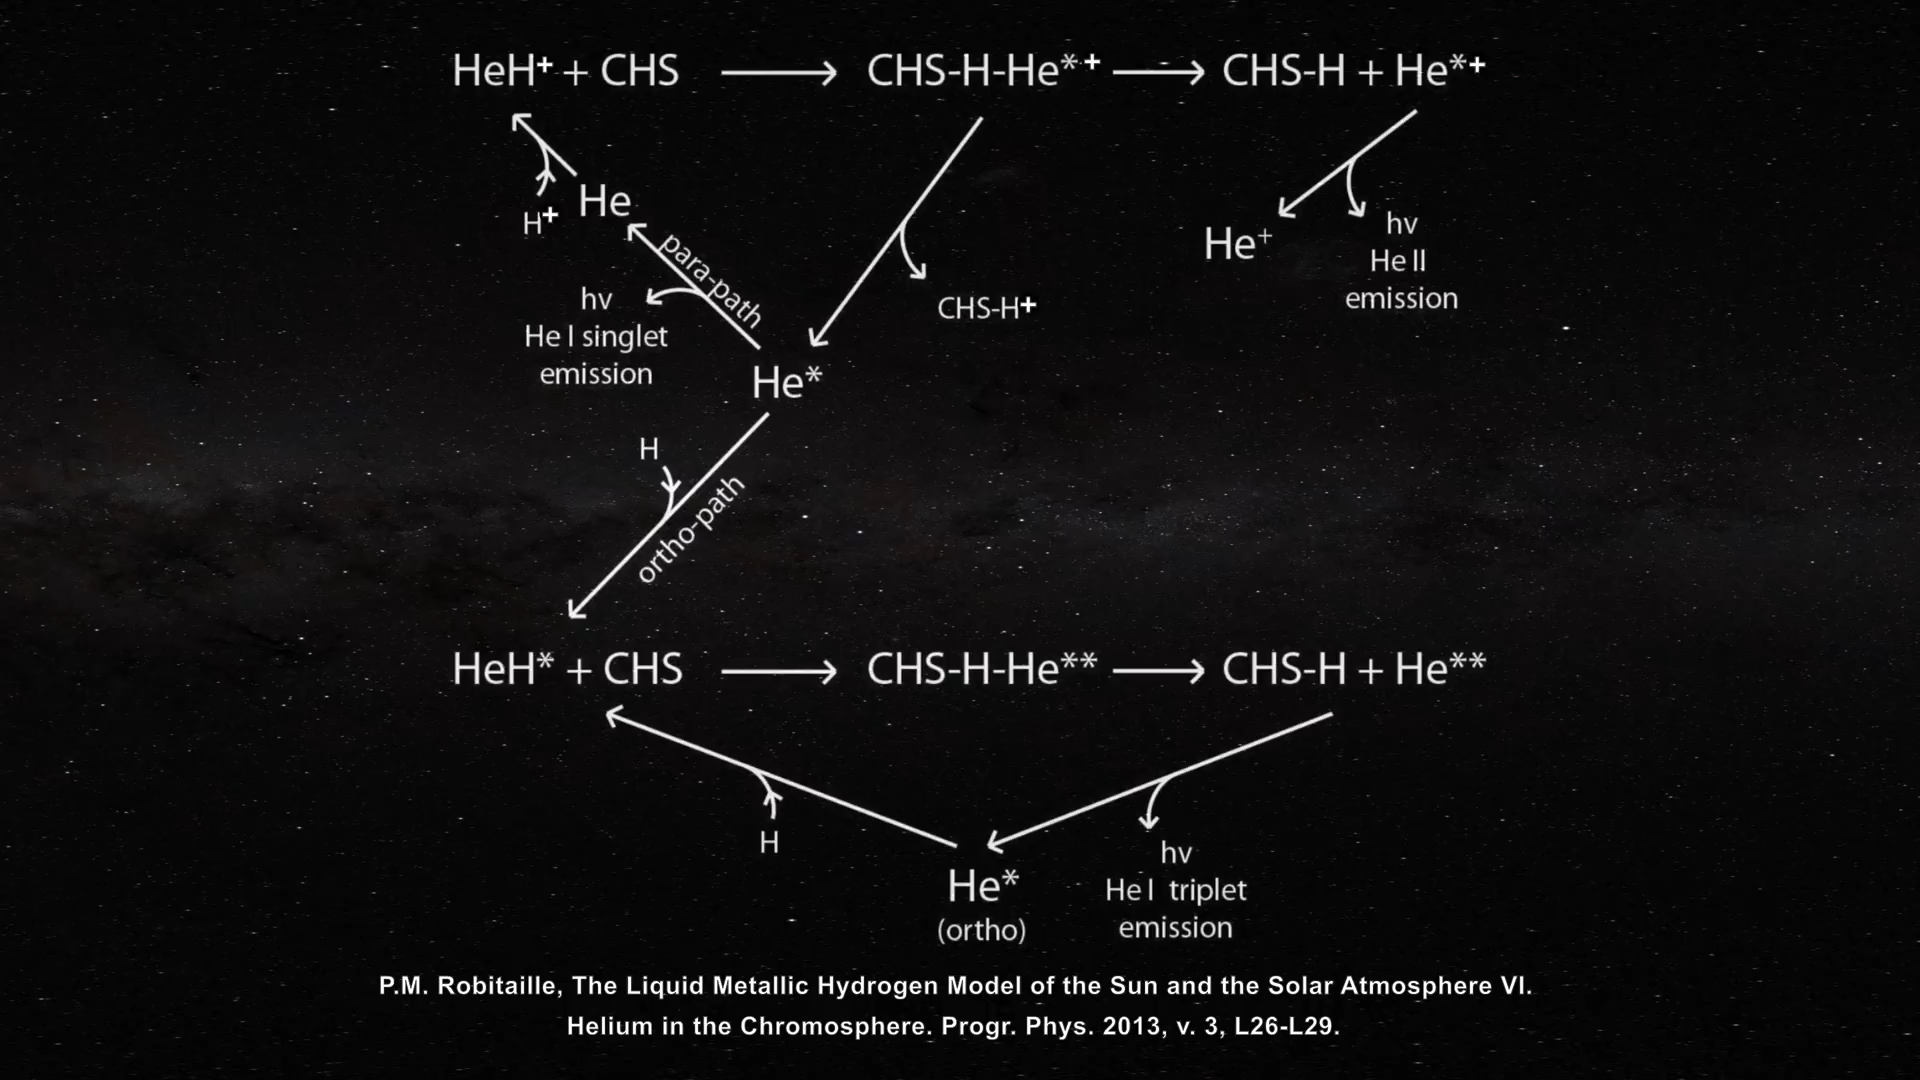 HeH+ + CHS ⟶ CHS-H-He*+ ⟶ CHS-H + He*+
H+
He
para-path
hν
He I singlet
emission
CHS-H+
He+
hν
He II
emission
He*
H
ortho-path
HeH* + CHS ⟶ CHS-H-He** ⟶ CHS-H + He**
H
He*
(ortho)
hν
He I triplet
emission
P.M. Robitaille, The Liquid Metallic Hydrogen Model of the Sun and the Solar Atmosphere VI.
Helium in the Chromosphere. Progr. Phys. 2013, v. 3, L26-L29.